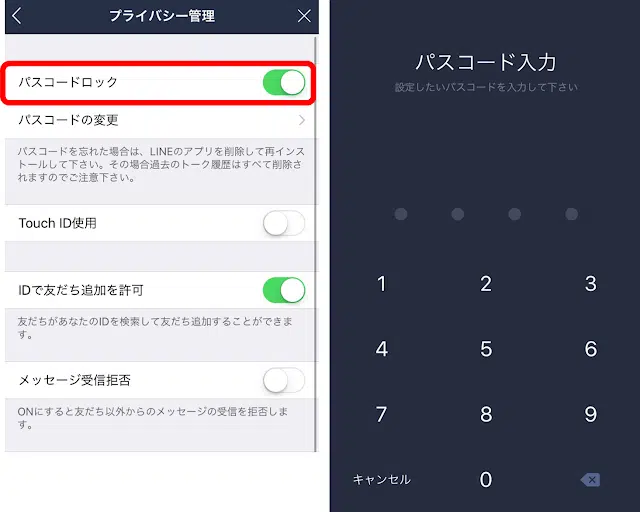 プライバシー管理
パスコードロック
パスコードの変更
パスコードを忘れた場合は、LINEのアプリを削除して再インス
トールして下さい。その場合過去のトーク履歴はすべて削除さ
れますのでご注意下さい。
Touch ID使用
IDで友だち追加を許可
友だちがあなたのIDを検索して友だち追加することができま
す。
メッセージ受信拒否
ONにすると友だち以外からのメッセージの受信を拒否しま
す。
パスコード入力
設定したいパスコードを入力して下さい
1 2 3
4 5 6
7 8 9
キャンセル 0